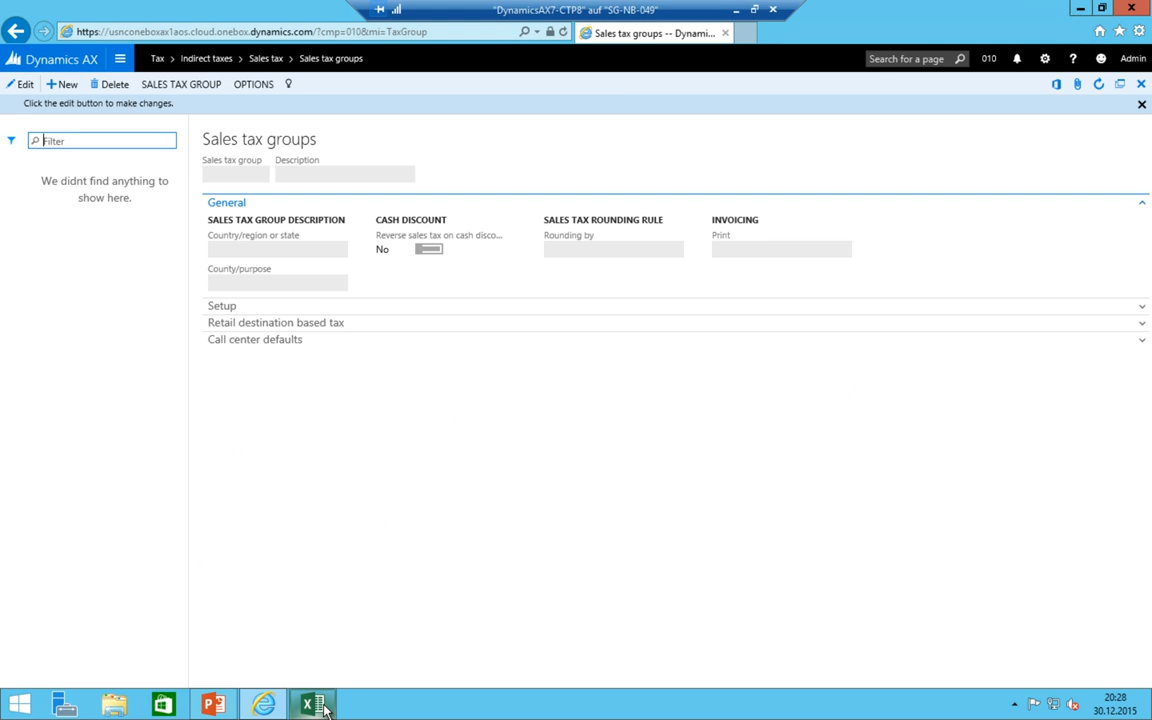 "DynamicsAX7-CTP8" auf "SG-NB-049"
https://usnconeboxax1aos.cloud.onebox.dynamics.com/?cmp=010&mi=TaxGroup
Sales tax groups -- Dynami...
Dynamics AX
Tax > Indirect taxes > Sales tax > Sales tax groups
Search for a page
010
Admin
Edit
New
Delete
SALES TAX GROUP
OPTIONS
Click the edit button to make changes.
Filter
We didnt find anything to
show here.
Sales tax groups
Sales tax group Description
General
SALES TAX GROUP DESCRIPTION CASH DISCOUNT SALES TAX ROUNDING RULE INVOICING
Country/region or state Reverse sales tax on cash disco... Rounding by Print
No
County/purpose
Setup
Retail destination based tax
Call center defaults
20:28
30.12.2015